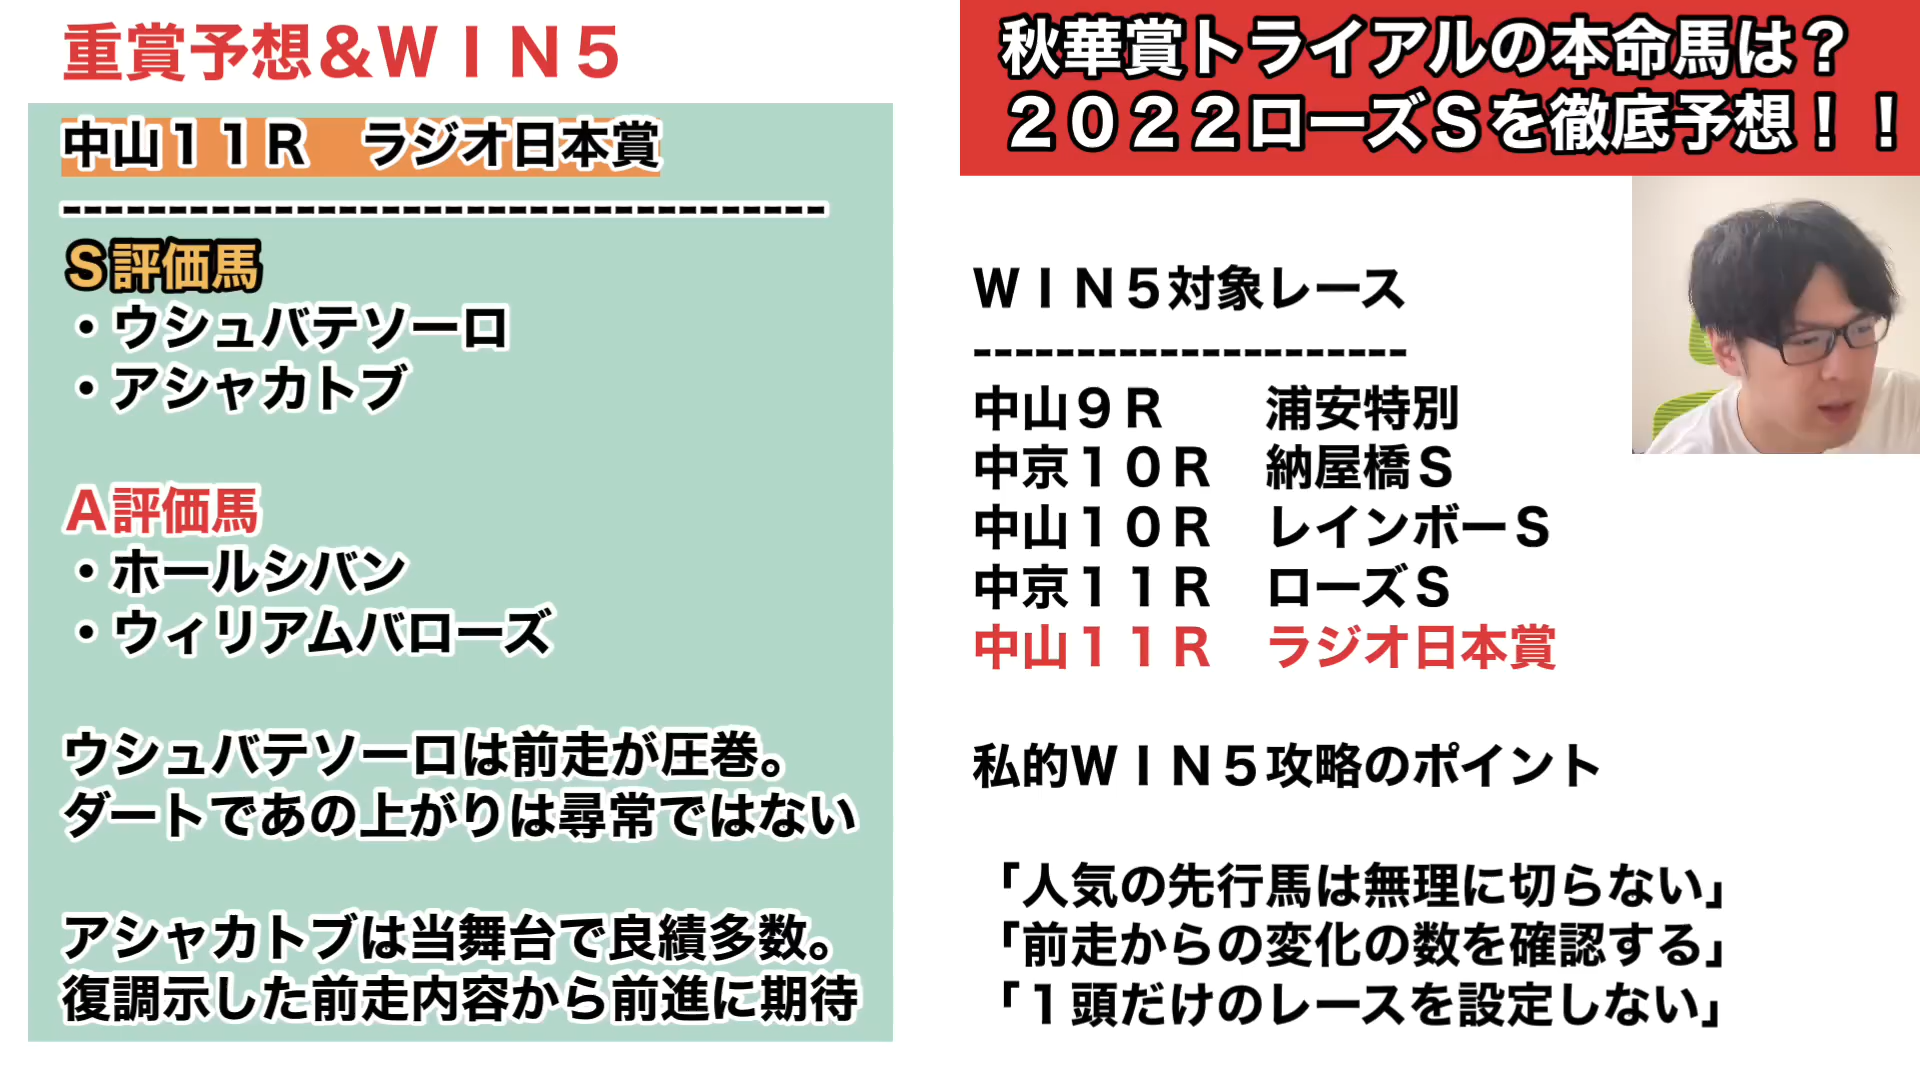 重賞予想＆ＷＩＮ５
中山１１Ｒ　ラジオ日本賞
-------------------------------------
Ｓ評価馬
・ウシュバテソーロ
・アシャカトブ
Ａ評価馬
・ホールシバン
・ウィリアムバローズ
ウシュバテソーロは前走が圧巻。
ダートであの上がりは尋常ではない
アシャカトブは当舞台で良績多数。
復調示した前走内容から前進に期待
秋華賞トライアルの本命馬は？
２０２２ローズＳを徹底予想！！
ＷＩＮ５対象レース
---------------------
中山９Ｒ　　浦安特別
中京１０Ｒ　納屋橋Ｓ
中山１０Ｒ　レインボーＳ
中京１１Ｒ　ローズＳ
中山１１Ｒ　ラジオ日本賞
私的ＷＩＮ５攻略のポイント
「人気の先行馬は無理に切らない」
「前走からの変化の数を確認する」
「１頭だけのレースを設定しない」